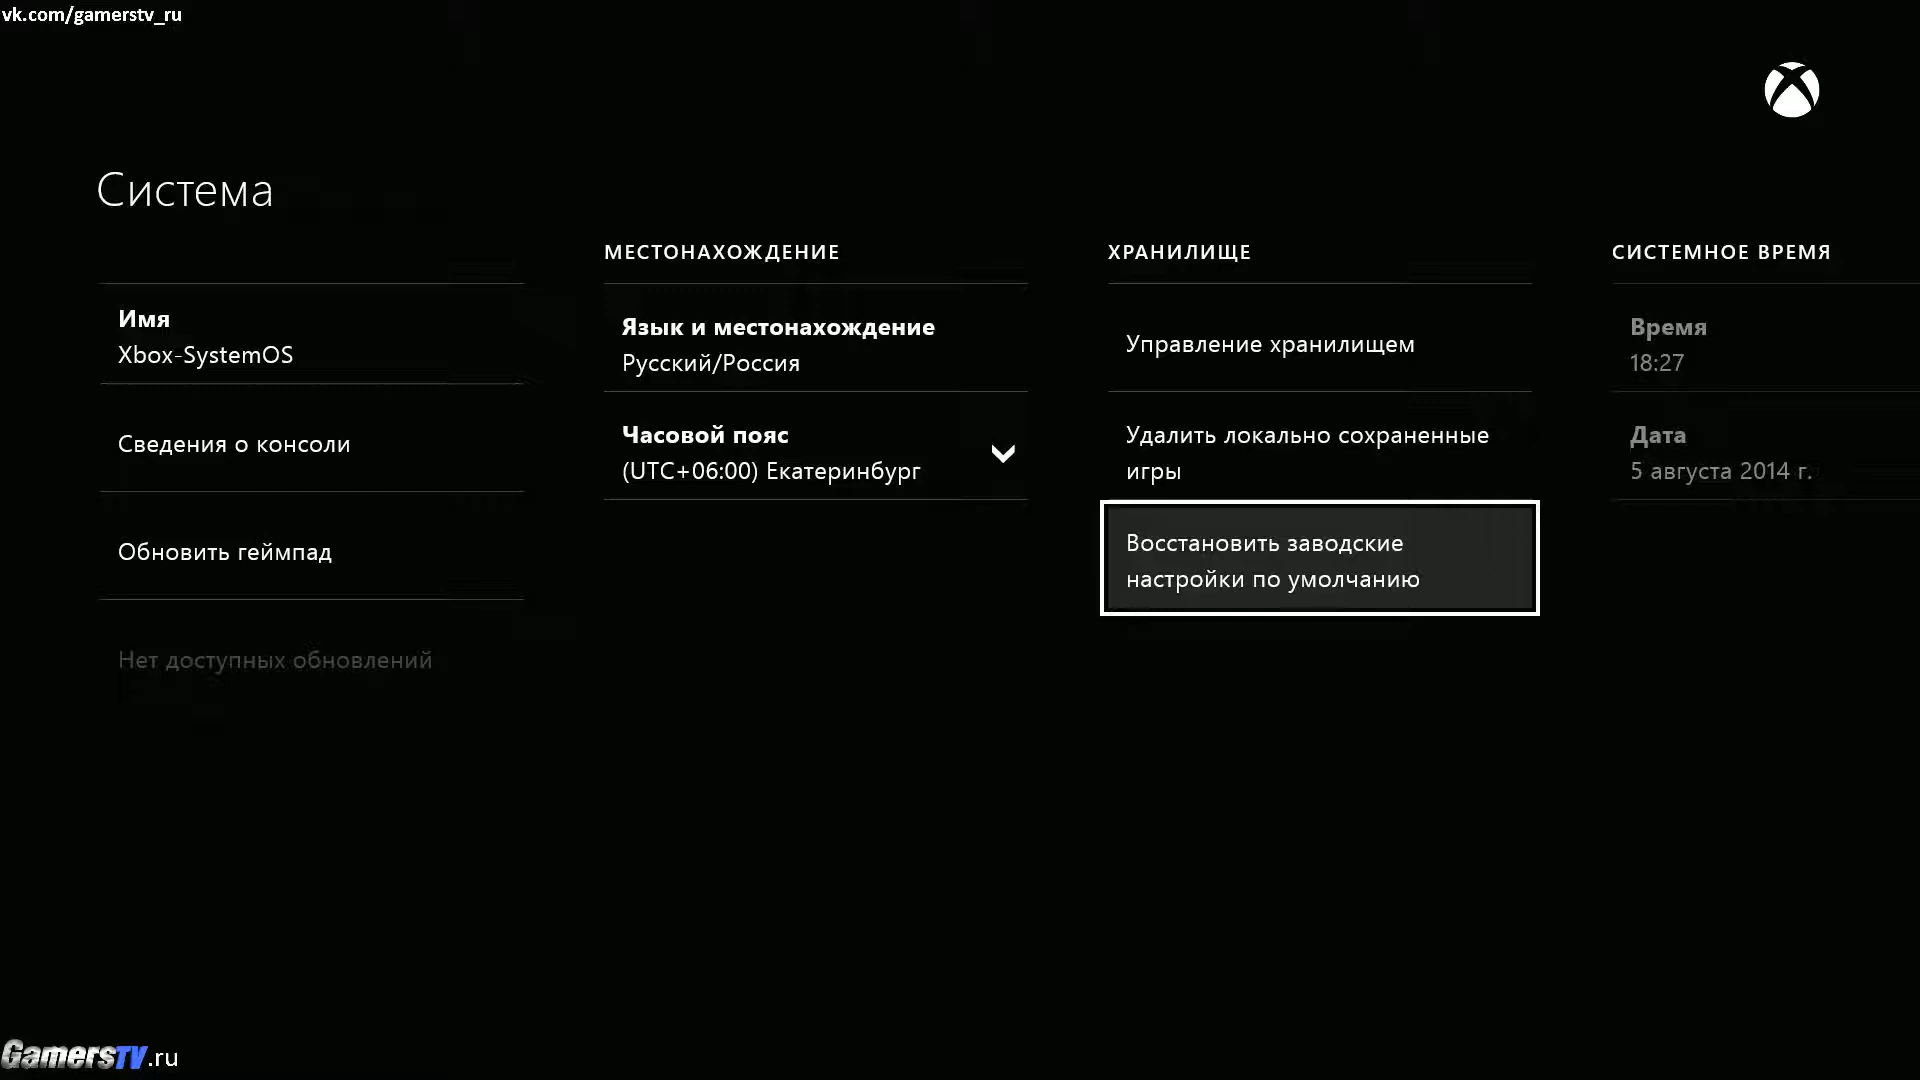 vk.com/gamerstv_ru
Система
Имя
Xbox-SystemOS
Сведения о консоли
Обновить геймпад
Нет доступных обновлений
МЕСТОНАХОЖДЕНИЕ
Язык и местонахождение
Русский/Россия
Часовой пояс
(UTC+06:00) Екатеринбург
ХРАНИЛИЩЕ
Управление хранилищем
Удалить локально сохраненные
игры
Восстановить заводские
настройки по умолчанию
СИСТЕМНОЕ ВРЕМЯ
Время
18:27
Дата
5 августа 2014 г.
GamersTV.ru